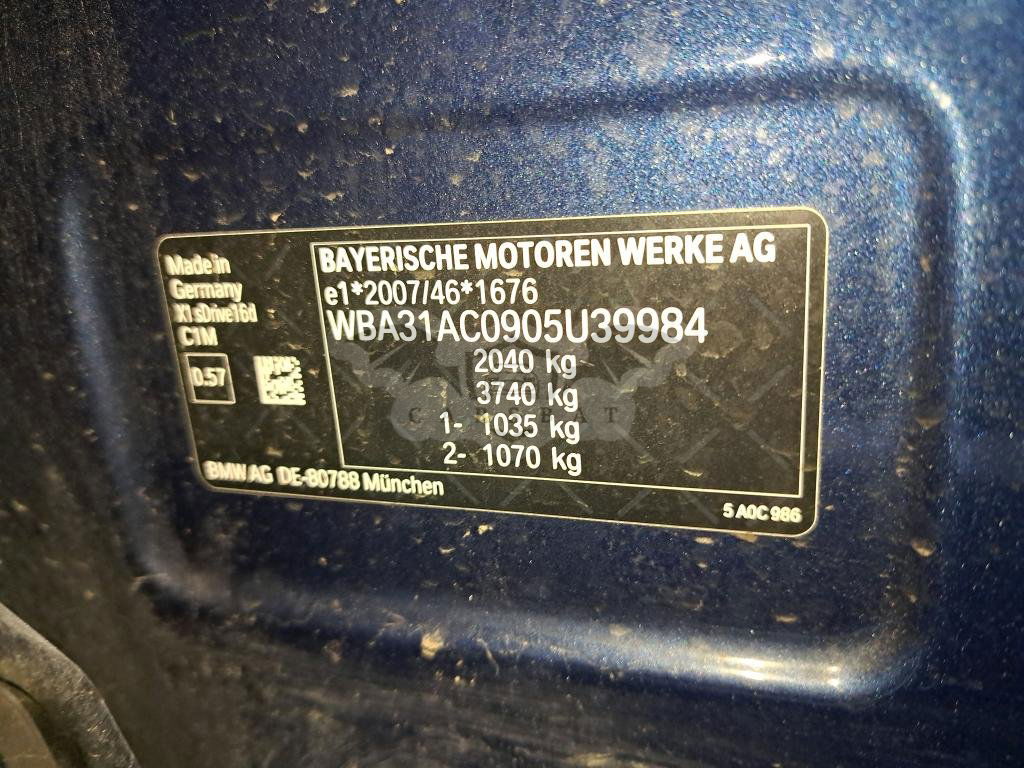 Made in
Germany
X1 sDrive16d
C1M
0.57
BAYERISCHE MOTOREN WERKE AG
e1*2007/46*1676
WBA31AC0905U39984
2040 kg
3740 kg
1- 1035 kg
2- 1070 kg
BMW AG DE-80788 München
5 A0C 986